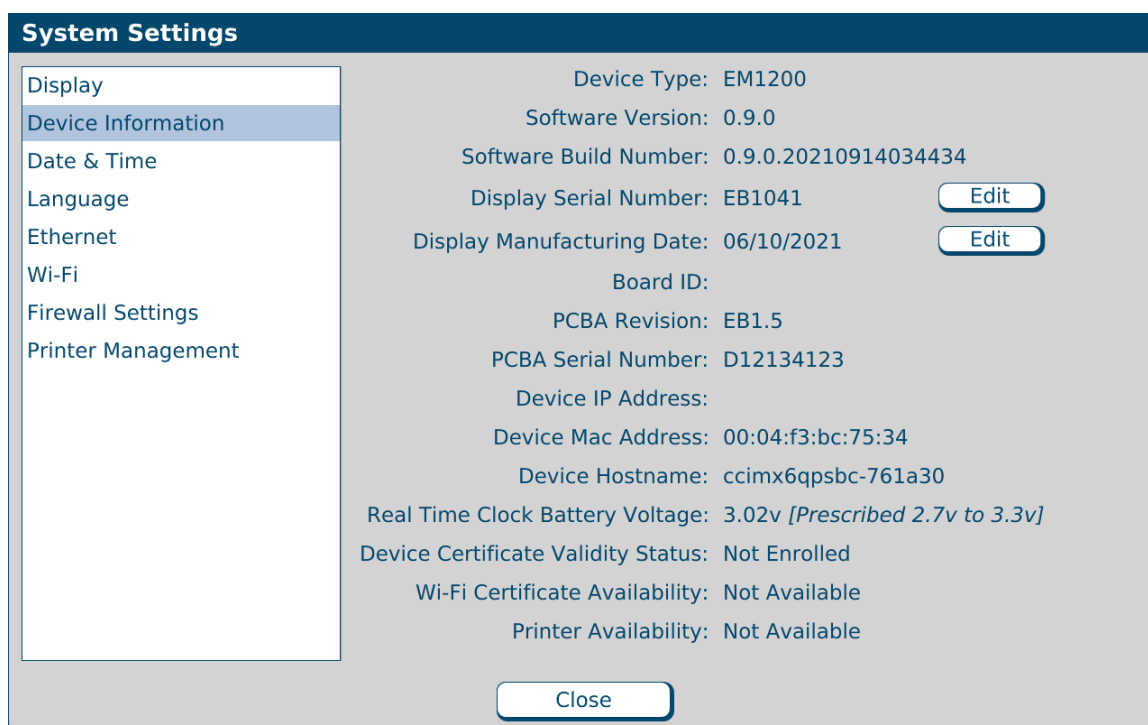 System Settings
Display
Device Information
Date & Time
Language
Ethernet
Wi-Fi
Firewall Settings
Printer Management
Device Type: EM1200
Software Version: 0.9.0
Software Build Number: 0.9.0.20210914034434
Display Serial Number: EB1041 Edit
Display Manufacturing Date: 06/10/2021 Edit
Board ID:
PCBA Revision: EB1.5
PCBA Serial Number: D12134123
Device IP Address:
Device Mac Address: 00:04:f3:bc:75:34
Device Hostname: ccimx6qpsbc-761a30
Real Time Clock Battery Voltage: 3.02v [Prescribed 2.7v to 3.3v]
Device Certificate Validity Status: Not Enrolled
Wi-Fi Certificate Availability: Not Available
Printer Availability: Not Available
Close